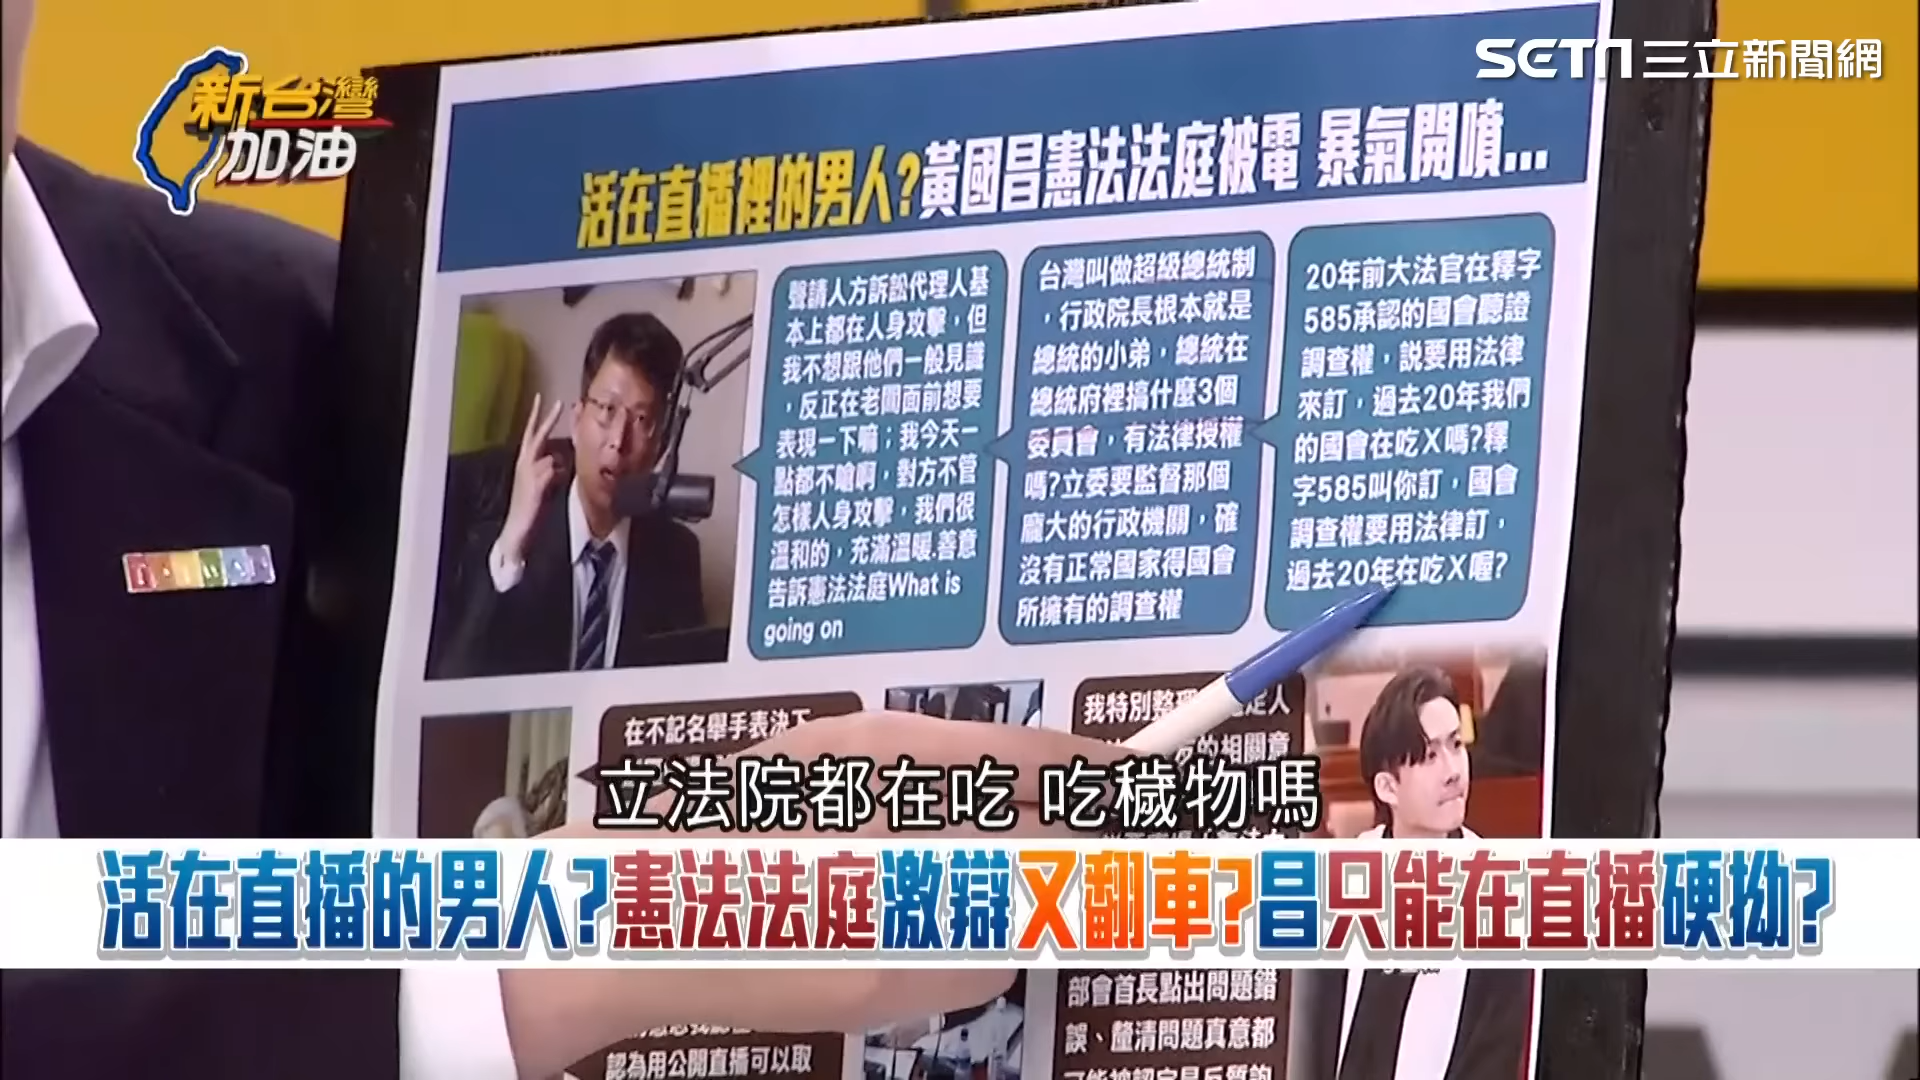 新台灣
加油
SETN三立新聞網
活在直播裡的男人?黃國昌憲法法庭被電 暴氣開噴...
聲請人方訴訟代理人基
本上都在人身攻擊，但
我不想跟他們一般見識
，反正在老闆面前想要
表現一下嘛；我今天一
點都不嗆啊，對方不管
怎樣人身攻擊，我們很
溫和的，充滿溫暖.善意
告訴憲法法庭What is
going on
台灣叫做超級總統制
，行政院長根本就是
總統的小弟，總統在
總統府裡搞什麼3個
委員會，有法律授權
嗎?立委要監督那個
龐大的行政機關，確
沒有正常國家得國會
所擁有的調查權
20年前大法官在釋字
585承認的國會聽證
調查權，説要用法律
來訂，過去20年我們
的國會在吃X嗎?釋
字585叫你訂，國會
調查權要用法律訂，
過去20年在吃X喔?
在不記名舉手表決下
我特別整理
定人
的相關章
立法院都在吃 吃穢物嗎
活在直播的男人?憲法法庭激辯又翻車?昌只能在直播硬拗?
認為用公開直播可以取
部會首長點出問題錯
誤、釐清問題真意都